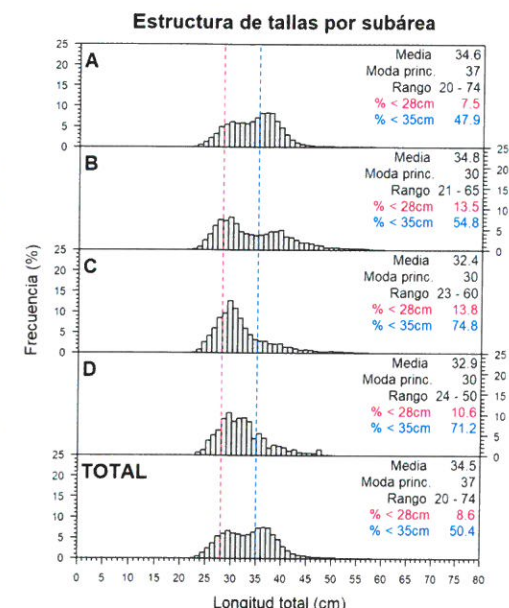 Estructura de tallas por subárea
25
20
15
10
5
0
A
Media 34.6
Moda princ. 37
Rango 20 - 74
% < 28cm 7.5
% < 35cm 47.9
B
Media 34.8
Moda princ. 30
Rango 21 - 65
% < 28cm 13.5
% < 35cm 54.8
25
20
15
10
5
0
25
20
15
10
5
0
C
Media 32.4
Moda princ. 30
Rango 23 - 60
% < 28cm 13.8
% < 35cm 74.8
D
Media 32.9
Moda princ. 30
Rango 24 - 50
% < 28cm 10.6
% < 35cm 71.2
25
20
15
10
5
0
25
20
15
10
5
0
TOTAL
Media 34.5
Moda princ. 37
Rango 20 - 74
% < 28cm 8.6
% < 35cm 50.4
Frecuencia (%)
0 5 10 15 20 25 30 35 40 45 50 55 60 65 70 75 80
Longitud total (cm)